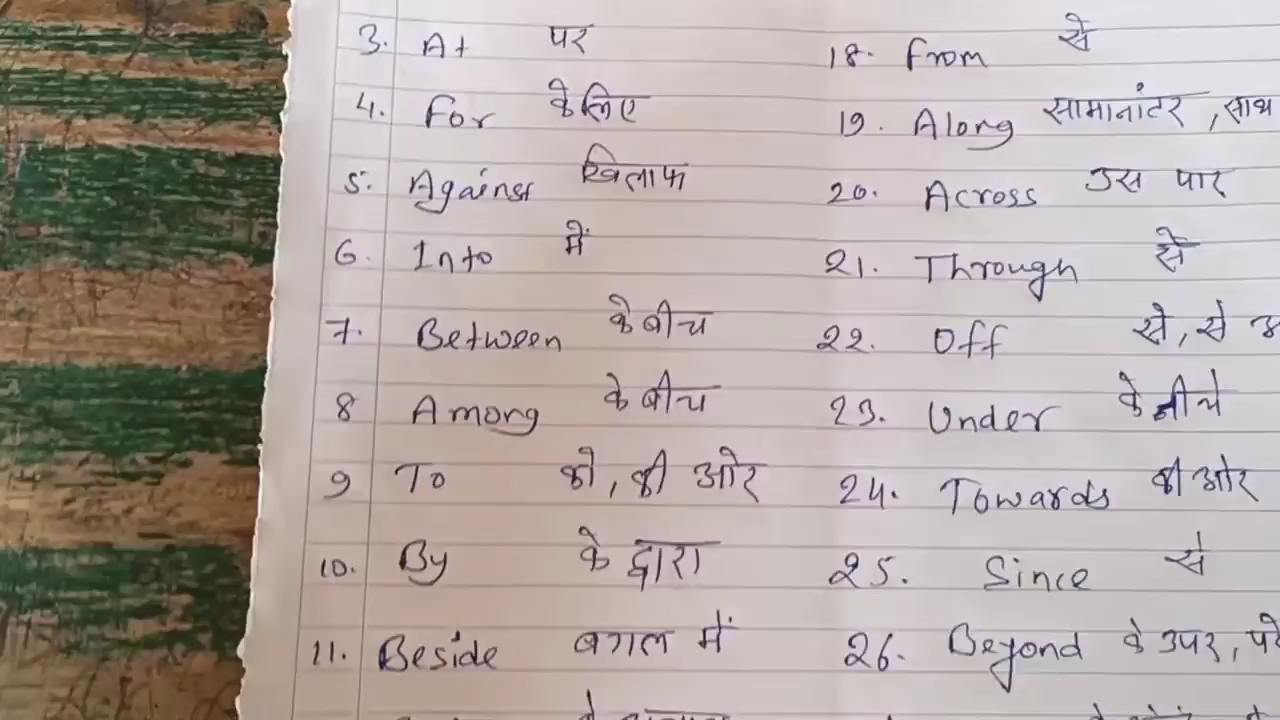 3. At पर 18. From से
4. For के लिए 19. Along सामानांटर, साथ
5. Against खिलाफ 20. Across उस पार
6. Into में 21. Through से
7. Between के बीच 22. Off से, से
8 Among के बीच 23. Under के नीचे
9 To को, की ओर 24. Towards की ओर
10. By के द्वारा 25. Since से
11. Beside बगल में 26. Beyond के उपर,